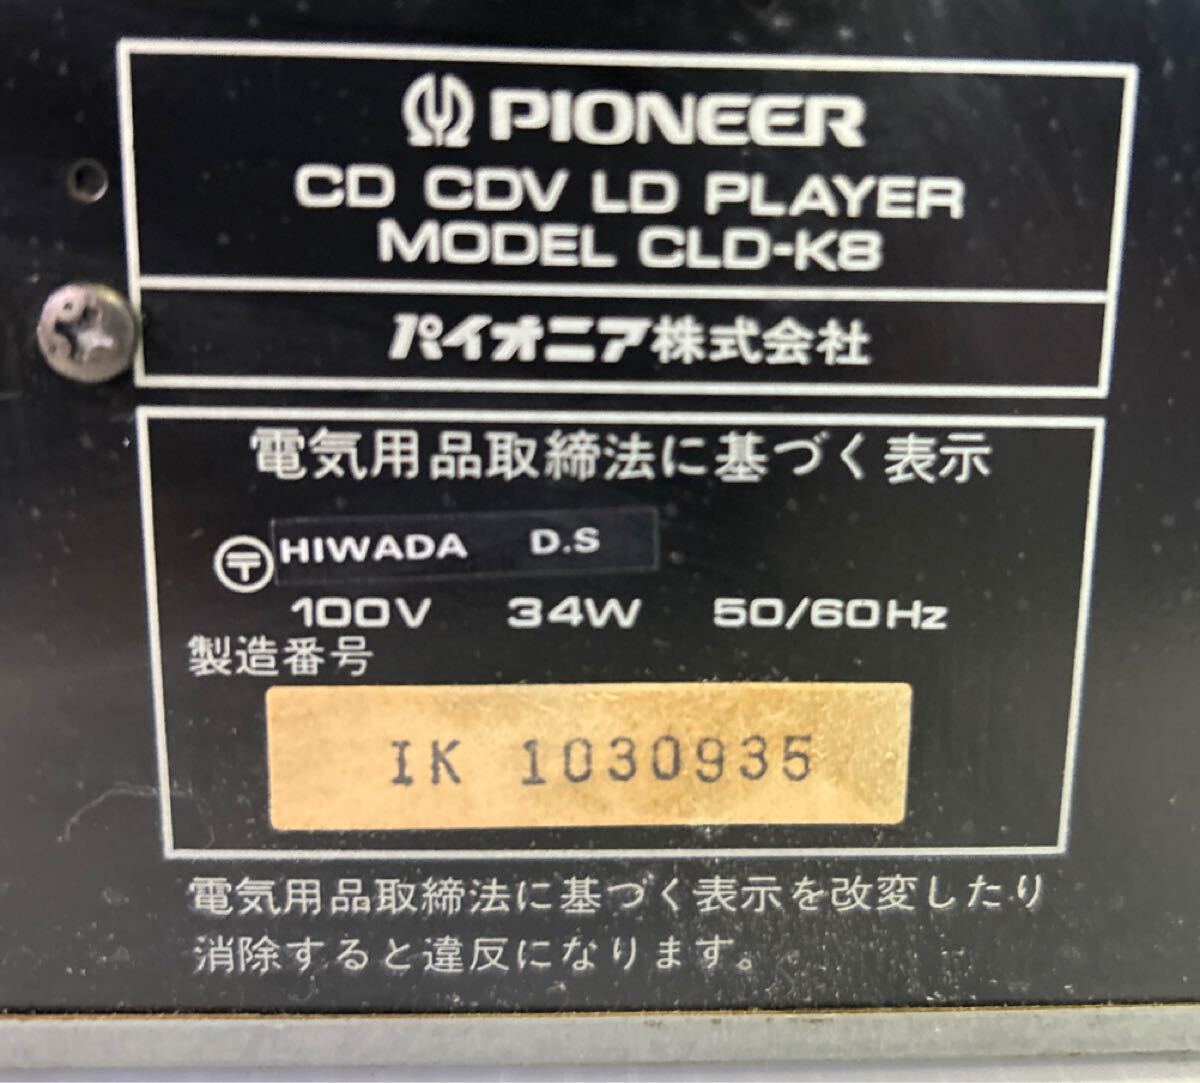 PIONEER
CD CDV LD PLAYER
MODEL CLD-K8
パイオニア株式会社
電気用品取締法に基づく表示
〒 HIWADA D.S
100V 34W 50/60Hz
製造番号
IK 1030935
電気用品取締法に基づく表示を改変したり
消除すると違反になります。